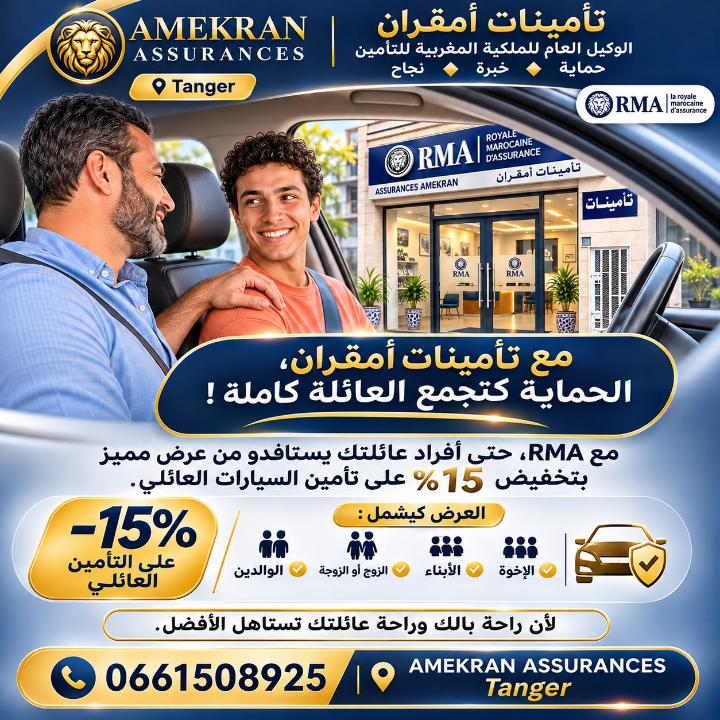 AMEKRAN
ASSURANCES
Tanger
تأمينات أمقران
الوكيل العام للملكية المغربية للتأمين
حماية ◆ خبرة ◆ نجاح
RMA la royale marocaine d'assurance
RMA ROYALE MAROCAINE D'ASSURANCE
ASSURANCES AMEKRAN تأمينات أمقران
تأمينات
RMA RMA
مع تأمينات أمقران،
الحماية كتجمع العائلة كاملة !
مع RMA، حتى أفراد عائلتك يستافدو من عرض مميز
بتخفيض 15% على تأمين السيارات العائلي.
-15%
على التأمين
العائلي
العرض كيشمل :
الوالدين
الزوج أو الزوجة
الأبناء
الإخوة
لأن راحة بالك وراحة عائلتك تستاهل الأفضل.
0661508925
AMEKRAN ASSURANCES
Tanger